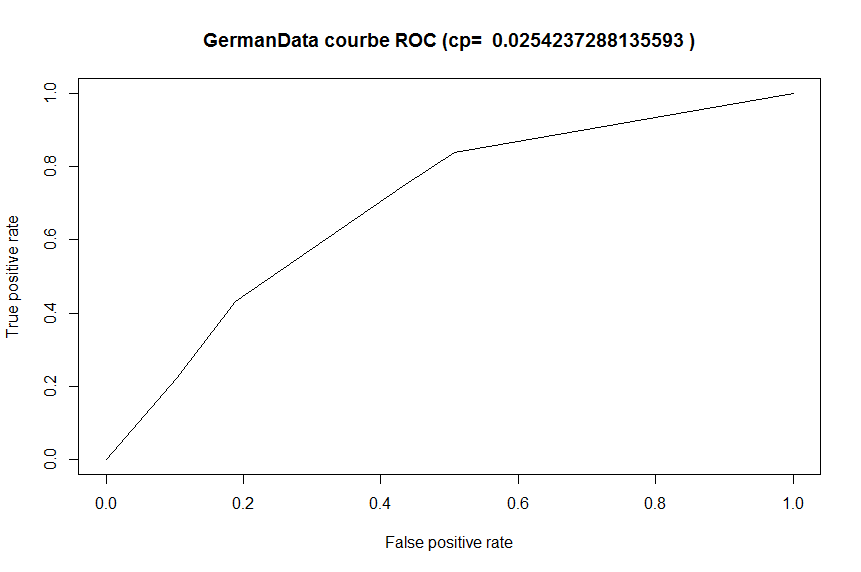 GermanData courbe ROC (cp=  0.0254237288135593 )
True positive rate
1.0
0.8
0.6
0.4
0.2
0.0
0.0 0.2 0.4 0.6 0.8 1.0
False positive rate